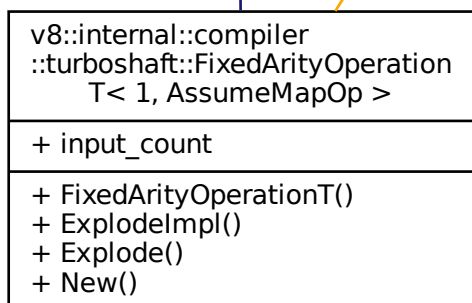 v8::internal::compiler
::turboshaft::FixedArityOperation
T< 1, AssumeMapOp >
+ input_count
+ FixedArityOperationT()
+ ExplodeImpl()
+ Explode()
+ New()